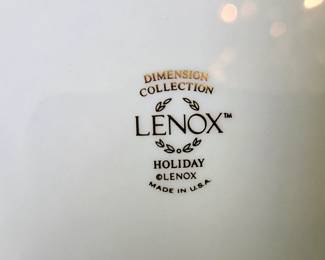 DIMENSION
COLLECTION
LENOX™
HOLIDAY
©LENOX
MADE IN U.S.A.